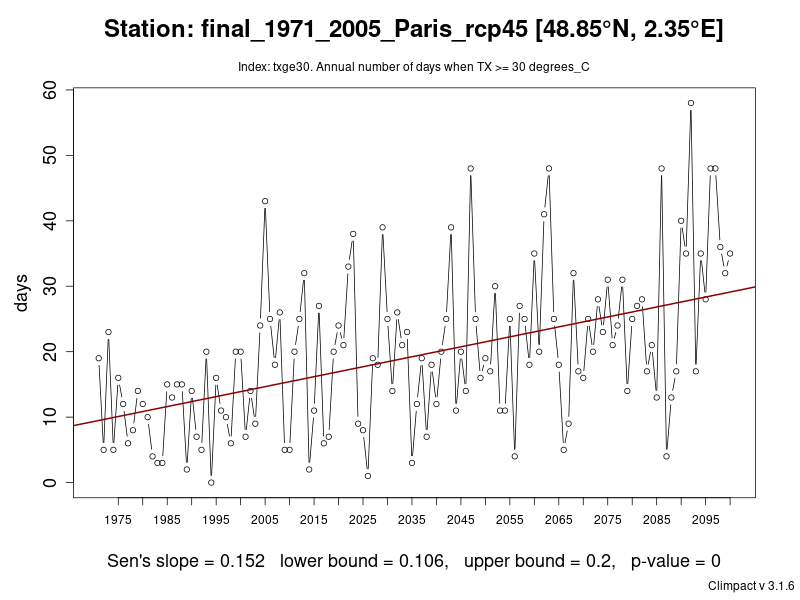 Station: final_1971_2005_Paris_rcp45 [48.85°N, 2.35°E]
Index: txge30. Annual number of days when TX >= 30 degrees_C
60
50
40
30
20
10
0
days
1975 1985 1995 2005 2015 2025 2035 2045 2055 2065 2075 2085 2095
Sen's slope = 0.152 lower bound = 0.106, upper bound = 0.2, p-value = 0
Climpact v 3.1.6